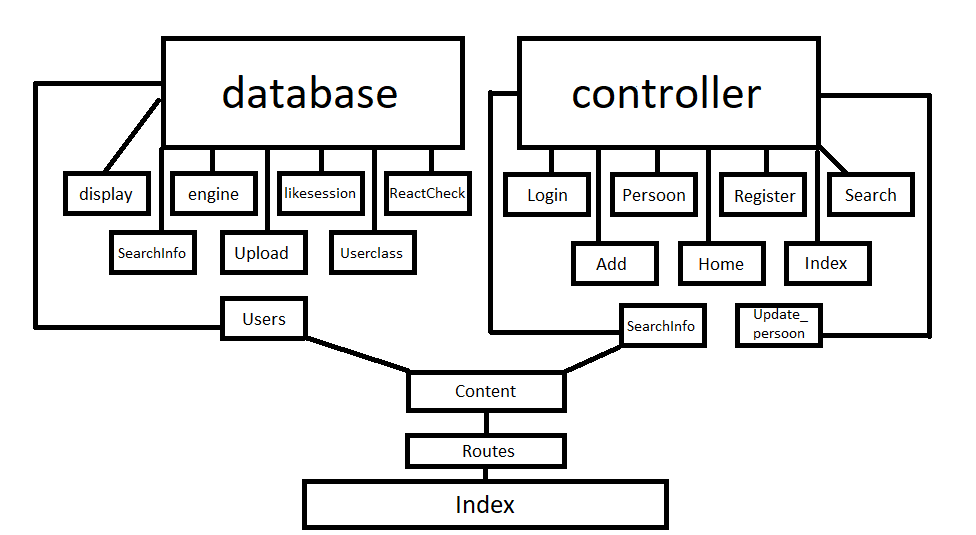 database
controller
display
engine
likesession
ReactCheck
Login
Persoon
Register
Search
SearchInfo
Upload
Userclass
Add
Home
Index
Users
SearchInfo
Update_
persoon
Content
Routes
Index